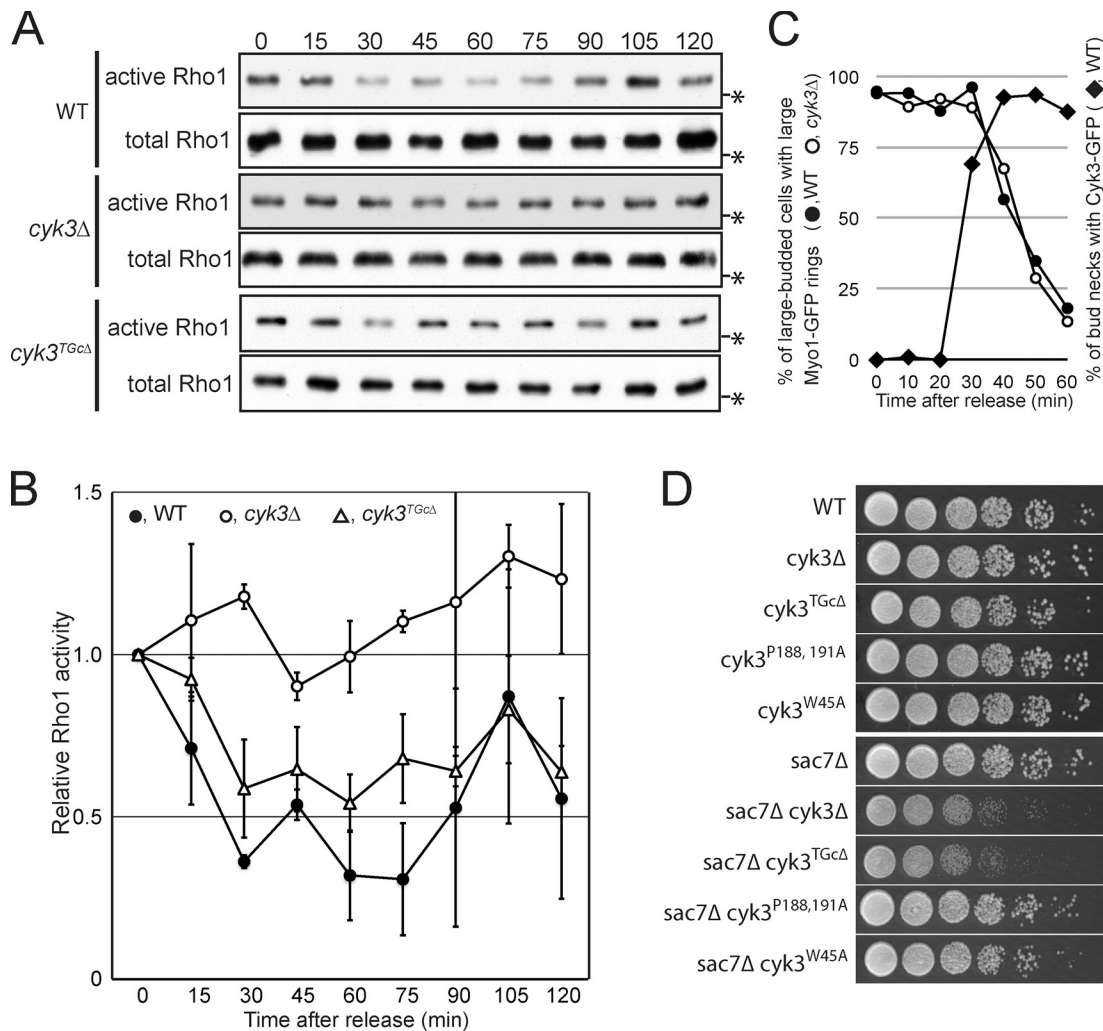 A
0 15 30 45 60 75 90 105 120
WT
active Rho1
*
total Rho1
*
cyk3Δ
active Rho1
*
total Rho1
*
cyk3TGcΔ
active Rho1
*
total Rho1
*
B
●, WT ○, cyk3Δ △, cyk3TGcΔ
Relative Rho1 activity
1.5
1.0
0.5
0
0 15 30 45 60 75 90 105 120
Time after release (min)
C
% of large-budded cells with large
Myo1-GFP rings (●,WT ○, cyk3Δ)
100
75
50
25
0
0 10 20 30 40 50 60
Time after release (min)
% of bud necks with Cyk3-GFP (◆, WT)
D
WT
cyk3Δ
cyk3TGcΔ
cyk3P188, 191A
cyk3W45A
sac7Δ
sac7Δ cyk3Δ
sac7Δ cyk3TGcΔ
sac7Δ cyk3P188,191A
sac7Δ cyk3W45A